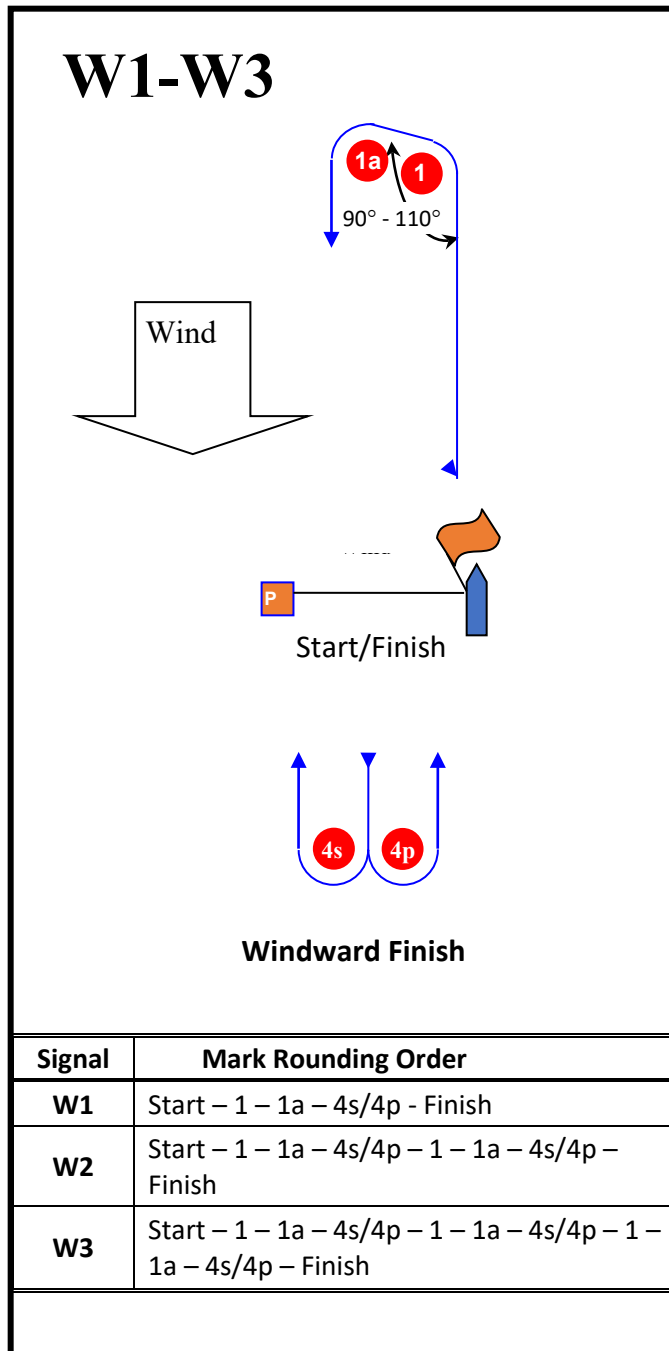 W1-W3
1a
1
90° - 110°
Wind
P
Start/Finish
4s
4p
Windward Finish
Signal Mark Rounding Order
W1 Start – 1 – 1a – 4s/4p - Finish
W2 Start – 1 – 1a – 4s/4p – 1 – 1a – 4s/4p –
Finish
W3 Start – 1 – 1a – 4s/4p – 1 – 1a – 4s/4p – 1 –
1a – 4s/4p – Finish